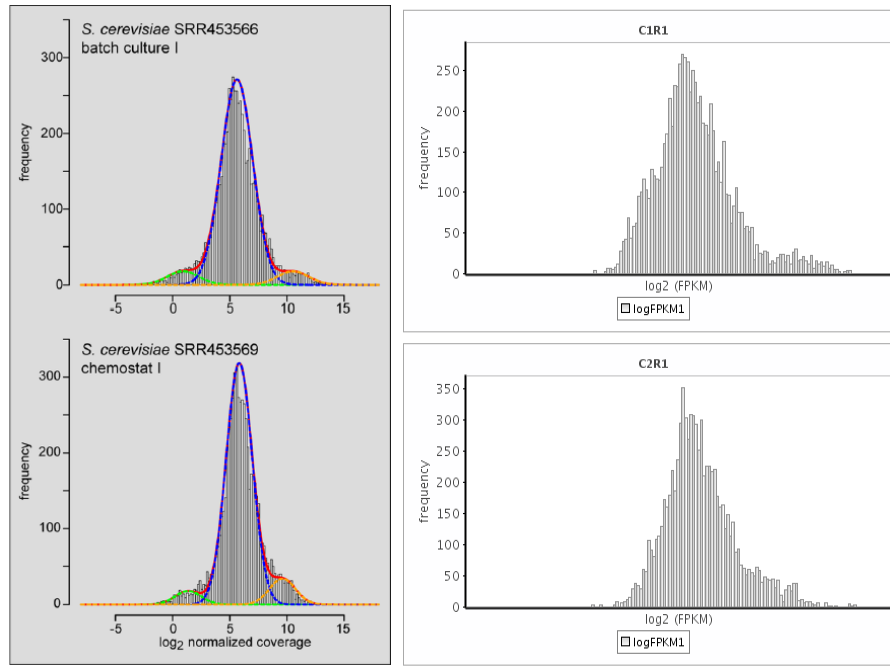 S. cerevisiae SRR453566
batch culture I
frequency
300
200
100
0
-5 0 5 10 15
S. cerevisiae SRR453569
chemostat I
frequency
300
200
100
0
-5 0 5 10 15
log2 normalized coverage
C1R1
frequency
250
200
150
100
50
0
log2 (FPKM)
logFPKM1
C2R1
frequency
350
300
250
200
150
100
50
0
log2 (FPKM)
logFPKM1